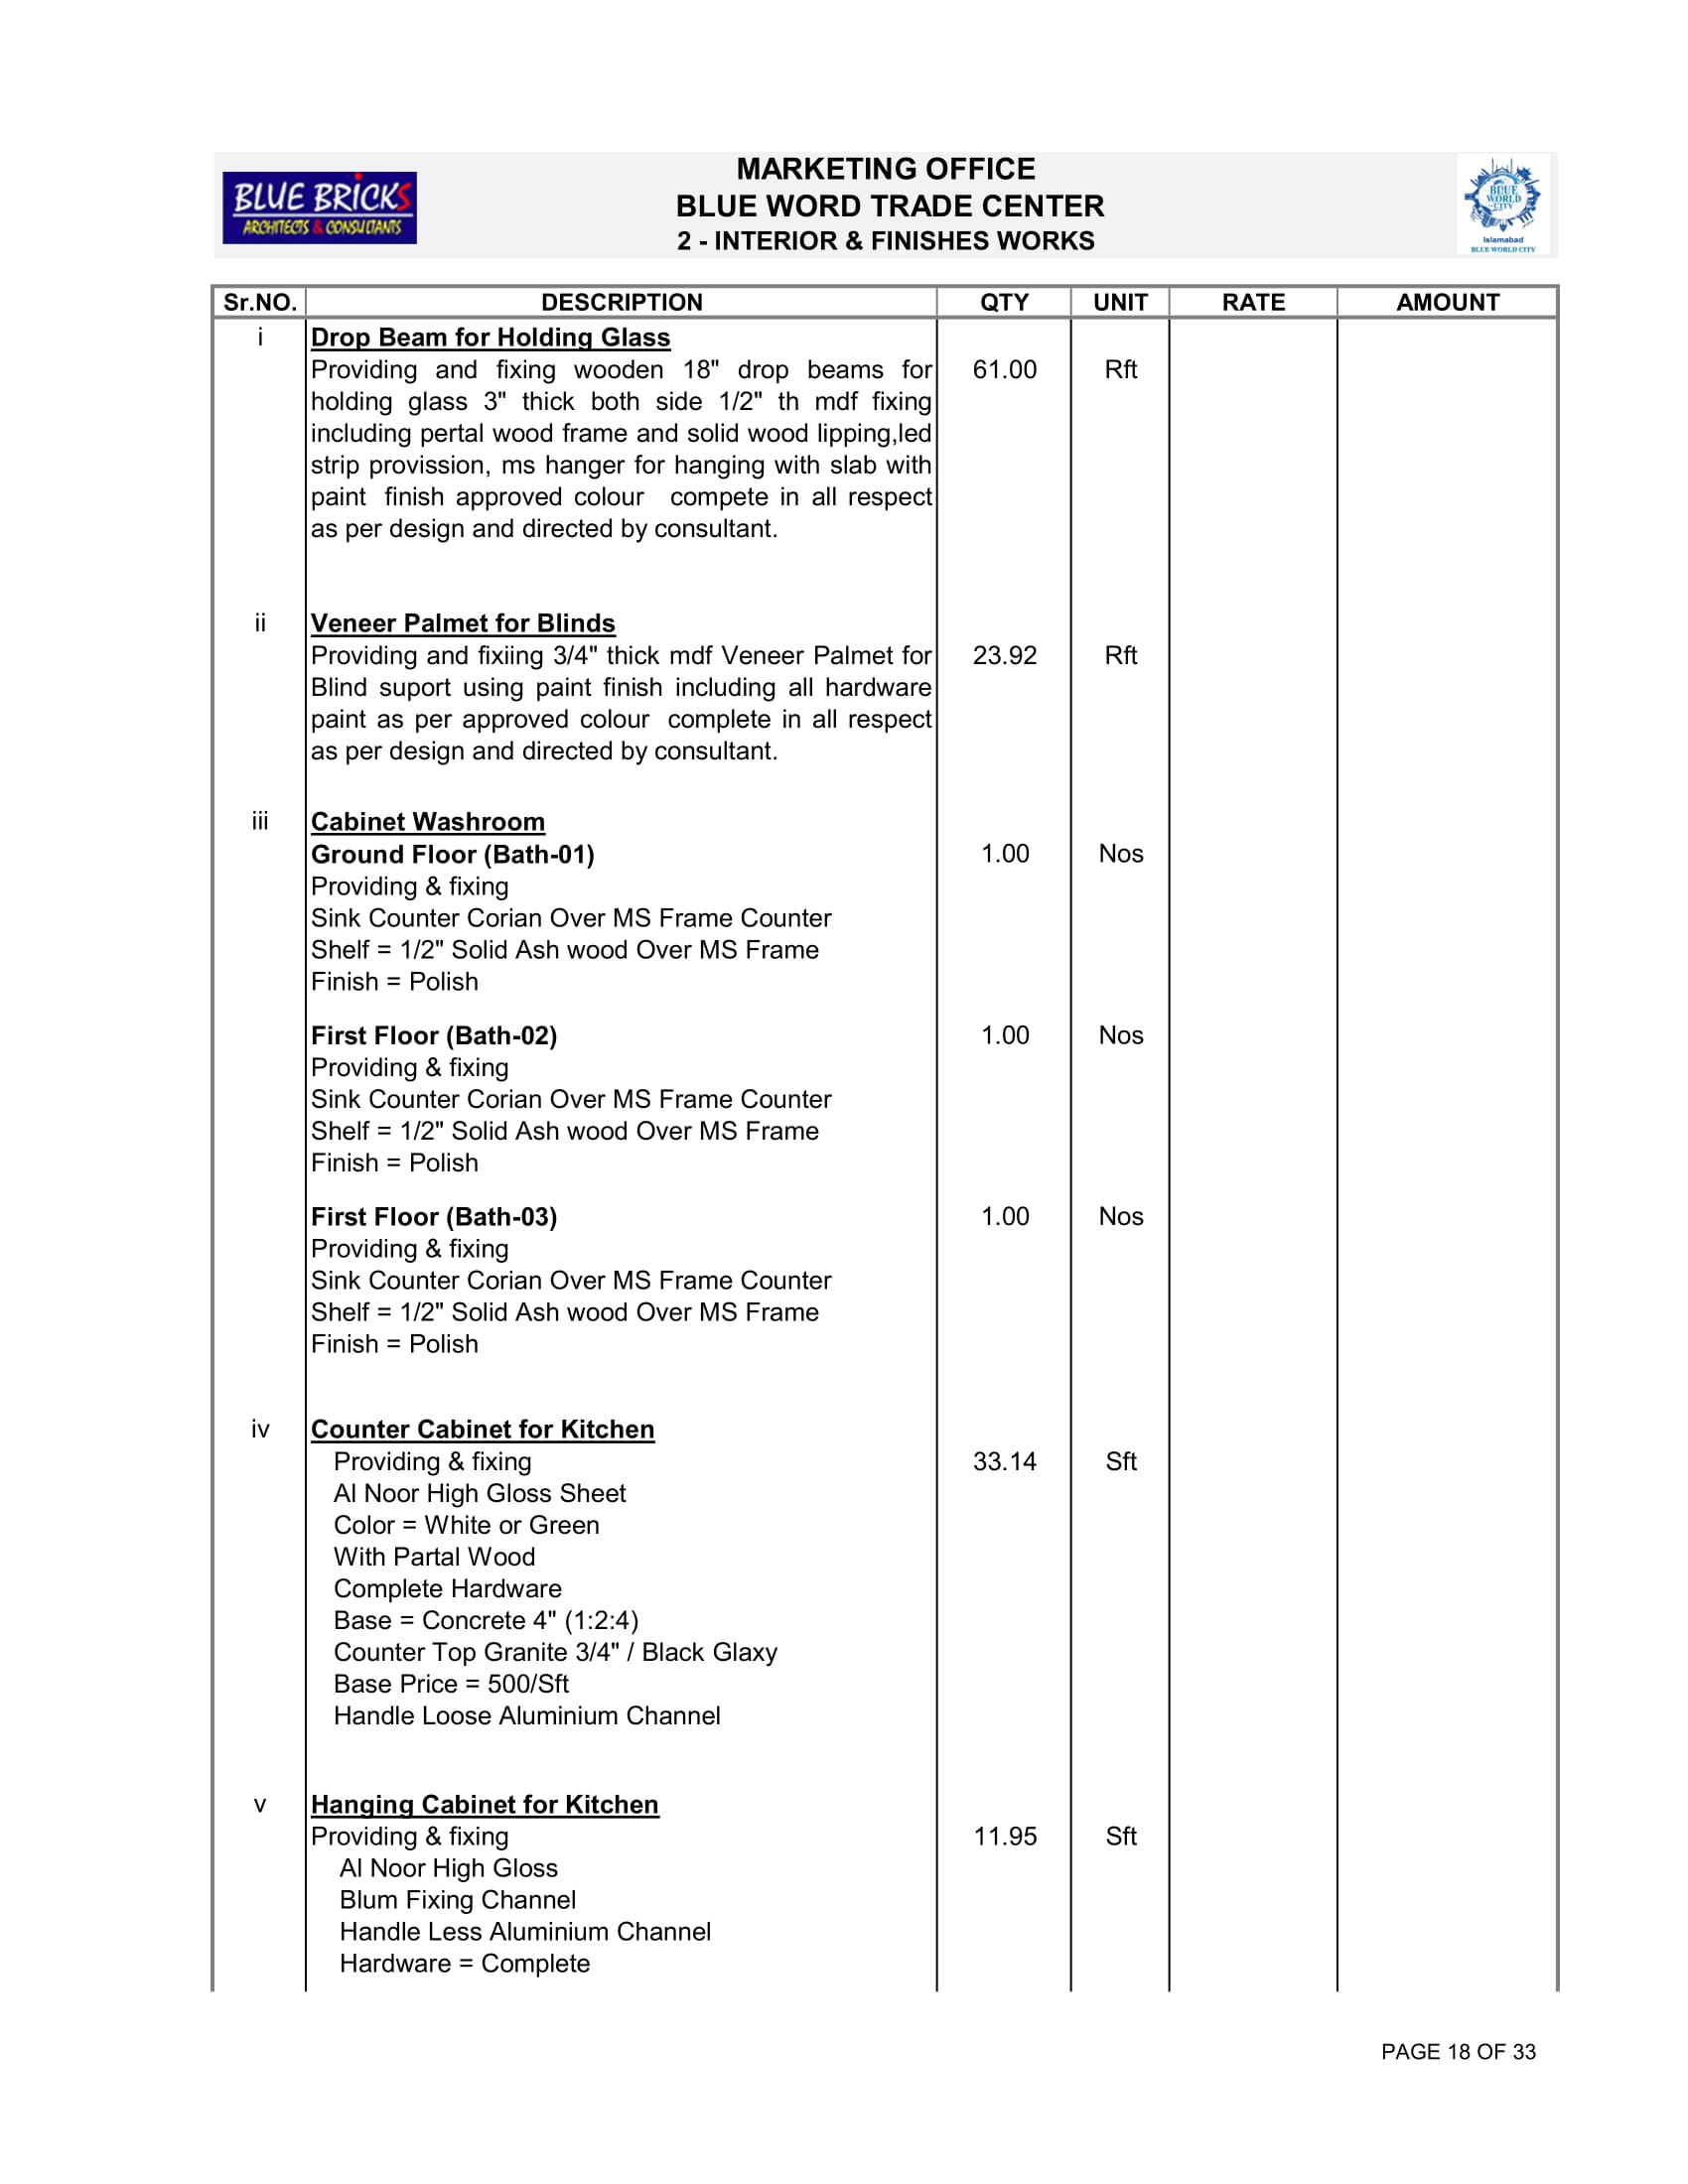 BLUE BRICKS
ARCHITECTS & CONSULTANTS
MARKETING OFFICE
BLUE WORD TRADE CENTER
2 - INTERIOR & FINISHES WORKS
BLUE
WORLD
CITY
Islamabad
BLUE WORLD CITY
Sr.NO. DESCRIPTION QTY UNIT RATE AMOUNT
i Drop Beam for Holding Glass
Providing and fixing wooden 18" drop beams for 61.00 Rft
holding glass 3" thick both side 1/2" th mdf fixing
including pertal wood frame and solid wood lipping,led
strip provission, ms hanger for hanging with slab with
paint finish approved colour compete in all respect
as per design and directed by consultant.
ii Veneer Palmet for Blinds
Providing and fixiing 3/4" thick mdf Veneer Palmet for 23.92 Rft
Blind suport using paint finish including all hardware
paint as per approved colour complete in all respect
as per design and directed by consultant.
iii Cabinet Washroom
Ground Floor (Bath-01) 1.00 Nos
Providing & fixing
Sink Counter Corian Over MS Frame Counter
Shelf = 1/2" Solid Ash wood Over MS Frame
Finish = Polish
First Floor (Bath-02) 1.00 Nos
Providing & fixing
Sink Counter Corian Over MS Frame Counter
Shelf = 1/2" Solid Ash wood Over MS Frame
Finish = Polish
First Floor (Bath-03) 1.00 Nos
Providing & fixing
Sink Counter Corian Over MS Frame Counter
Shelf = 1/2" Solid Ash wood Over MS Frame
Finish = Polish
iv Counter Cabinet for Kitchen
Providing & fixing 33.14 Sft
Al Noor High Gloss Sheet
Color = White or Green
With Partal Wood
Complete Hardware
Base = Concrete 4" (1:2:4)
Counter Top Granite 3/4" / Black Glaxy
Base Price = 500/Sft
Handle Loose Aluminium Channel
v Hanging Cabinet for Kitchen
Providing & fixing 11.95 Sft
Al Noor High Gloss
Blum Fixing Channel
Handle Less Aluminium Channel
Hardware = Complete
PAGE 18 OF 33